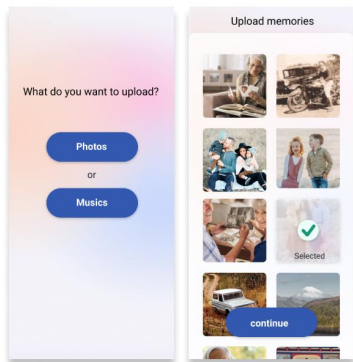 What do you want to upload?
Photos
or
Musics
Upload memories
Selected
continue